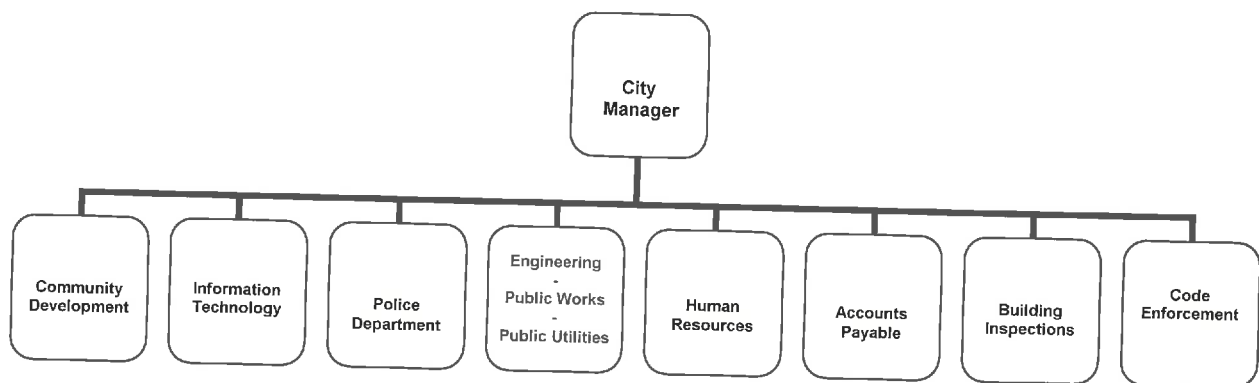 City
Manager
Community
Development
Information
Technology
Police
Department
Engineering
-
Public Works
-
Public Utilities
Human
Resources
Accounts
Payable
Building
Inspections
Code
Enforcement